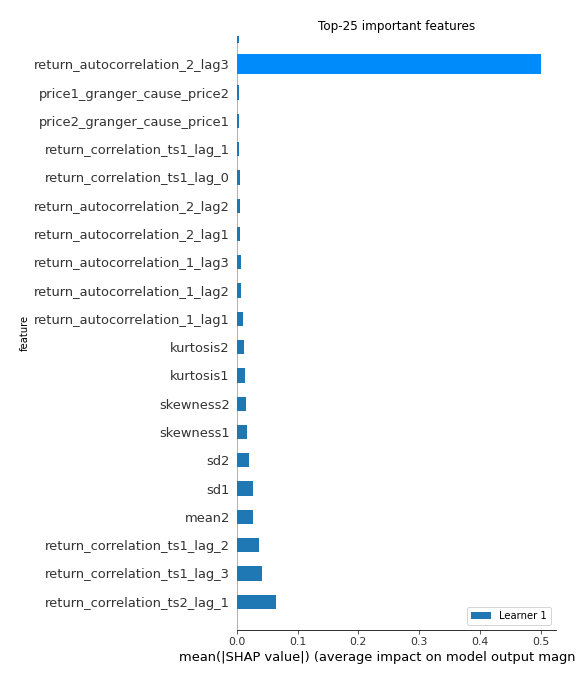 Top-25 important features
return_autocorrelation_2_lag3
price1_granger_cause_price2
price2_granger_cause_price1
return_correlation_ts1_lag_1
return_correlation_ts1_lag_0
return_autocorrelation_2_lag2
return_autocorrelation_2_lag1
return_autocorrelation_1_lag3
return_autocorrelation_1_lag2
return_autocorrelation_1_lag1
kurtosis2
kurtosis1
skewness2
skewness1
sd2
sd1
mean2
return_correlation_ts1_lag_2
return_correlation_ts1_lag_3
return_correlation_ts2_lag_1
feature
Learner 1
0.0 0.1 0.2 0.3 0.4 0.5
mean(|SHAP value|) (average impact on model output magn